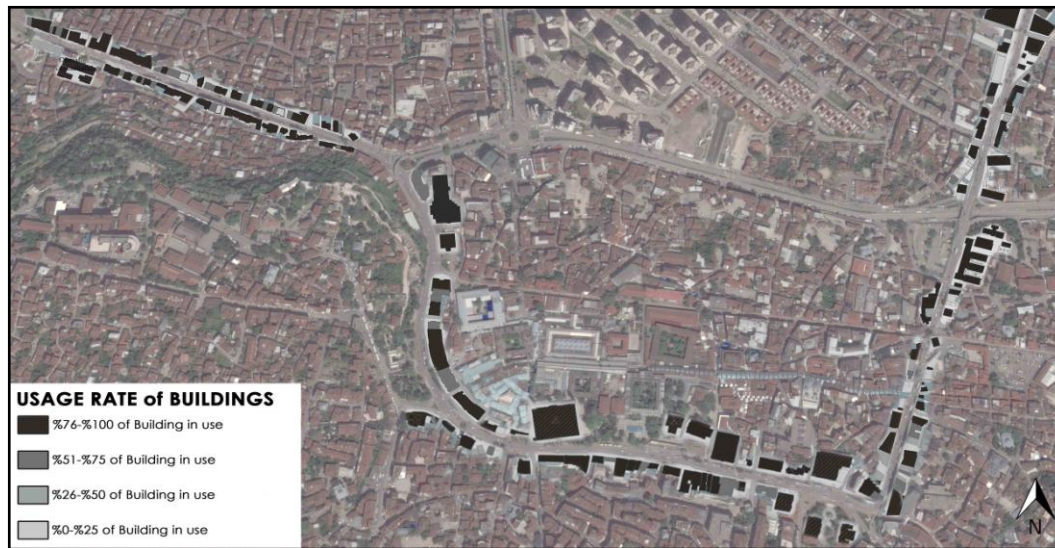 USAGE RATE of BUILDINGS
%76-%100 of Building in use
%51-%75 of Building in use
%26-%50 of Building in use
%0-%25 of Building in use
N